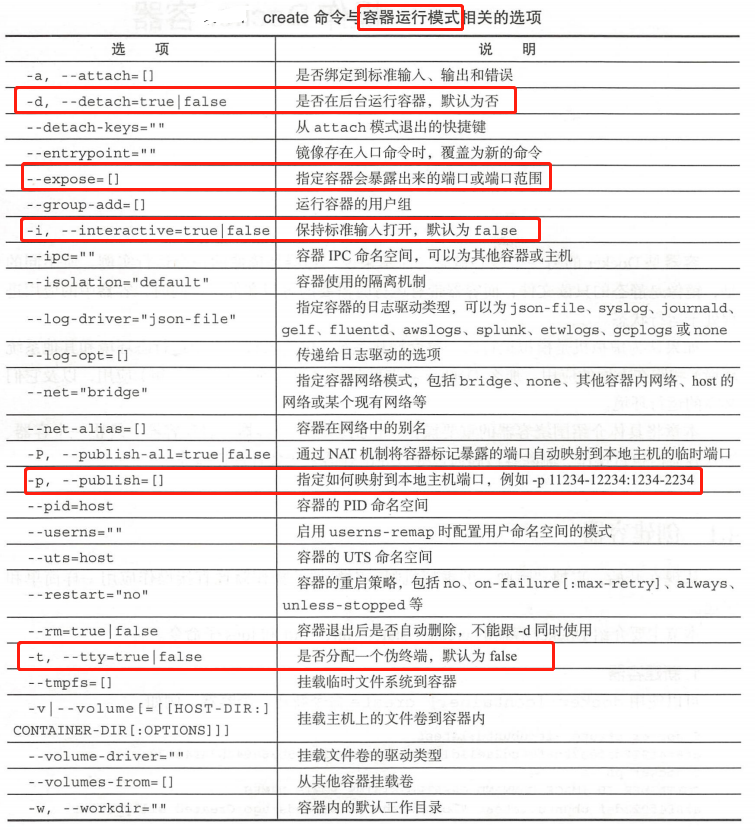 create 命令与容器运行模式相关的选项
选 项 说 明
-a, --attach=[] 是否绑定到标准输入、输出和错误
-d, --detach=true|false 是否在后台运行容器，默认为否
--detach-keys="" 从 attach 模式退出的快捷键
--entrypoint="" 镜像存在入口命令时，覆盖为新的命令
--expose=[] 指定容器会暴露出来的端口或端口范围
--group-add=[] 运行容器的用户组
-i, --interactive=true|false 保持标准输入打开，默认为 false
--ipc="" 容器 IPC 命名空间，可以为其他容器或主机
--isolation="default" 容器使用的隔离机制
--log-driver="json-file" 指定容器的日志驱动类型，可以为 json-file、syslog、journald、
gelf、fluentd、awslogs、splunk、etwlogs、gcplogs 或 none
--log-opt=[] 传递给日志驱动的选项
--net="bridge" 指定容器网络模式，包括 bridge、none、其他容器内网络、host 的
网络或某个现有网络等
--net-alias=[] 容器在网络中的别名
-P, --publish-all=true|false 通过 NAT 机制将容器标记暴露的端口自动映射到本地主机的临时端口
-p, --publish=[] 指定如何映射到本地主机端口，例如 -p 11234-12234:1234-2234
--pid=host 容器的 PID 命名空间
--userns="" 启用 userns-remap 时配置用户命名空间的模式
--uts=host 容器的 UTS 命名空间
--restart="no" 容器的重启策略，包括 no、on-failure[:max-retry]、always、
unless-stopped 等
--rm=true|false 容器退出后是否自动删除，不能跟 -d 同时使用
-t, --tty=true|false 是否分配一个伪终端，默认为 false
--tmpfs=[] 挂载临时文件系统到容器
-v|--volume[=[[HOST-DIR:]
CONTAINER-DIR[:OPTIONS]]] 挂载主机上的文件卷到容器内
--volume-driver="" 挂载文件卷的驱动类型
--volumes-from=[] 从其他容器挂载卷
-w, --workdir="" 容器内的默认工作目录